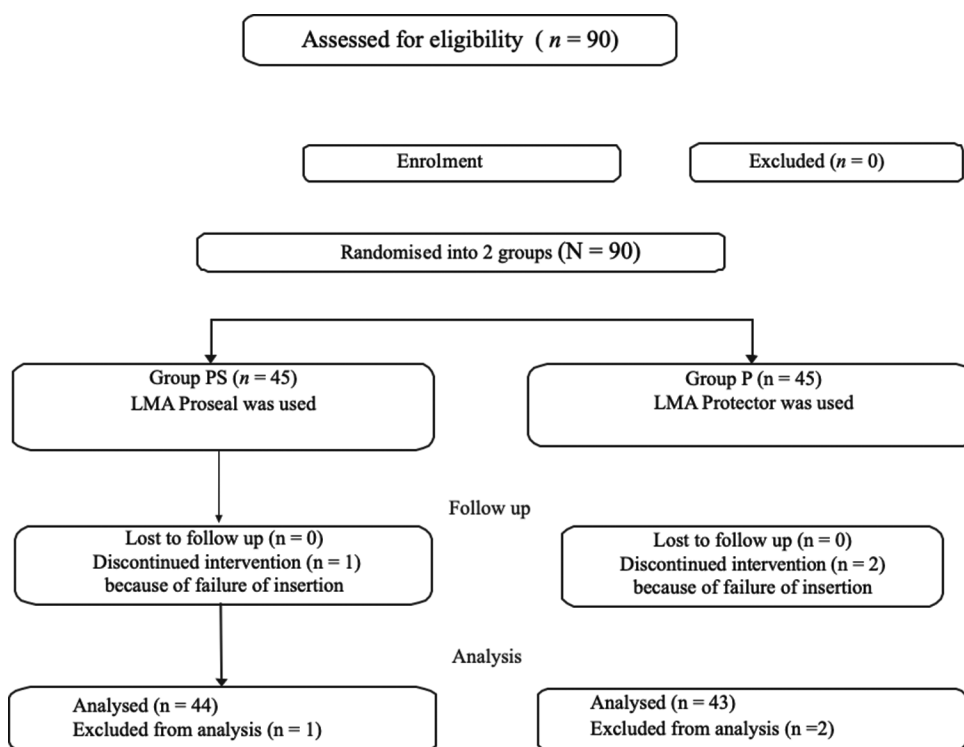 Assessed for eligibility ( n = 90)
Enrolment
Excluded (n = 0)
Randomised into 2 groups (N = 90)
Group PS (n = 45)
LMA Proseal was used
Group P (n = 45)
LMA Protector was used
Follow up
Lost to follow up (n = 0)
Discontinued intervention (n = 1)
because of failure of insertion
Lost to follow up (n = 0)
Discontinued intervention (n = 2)
because of failure of insertion
Analysis
Analysed (n = 44)
Excluded from analysis (n = 1)
Analysed (n = 43)
Excluded from analysis (n =2)